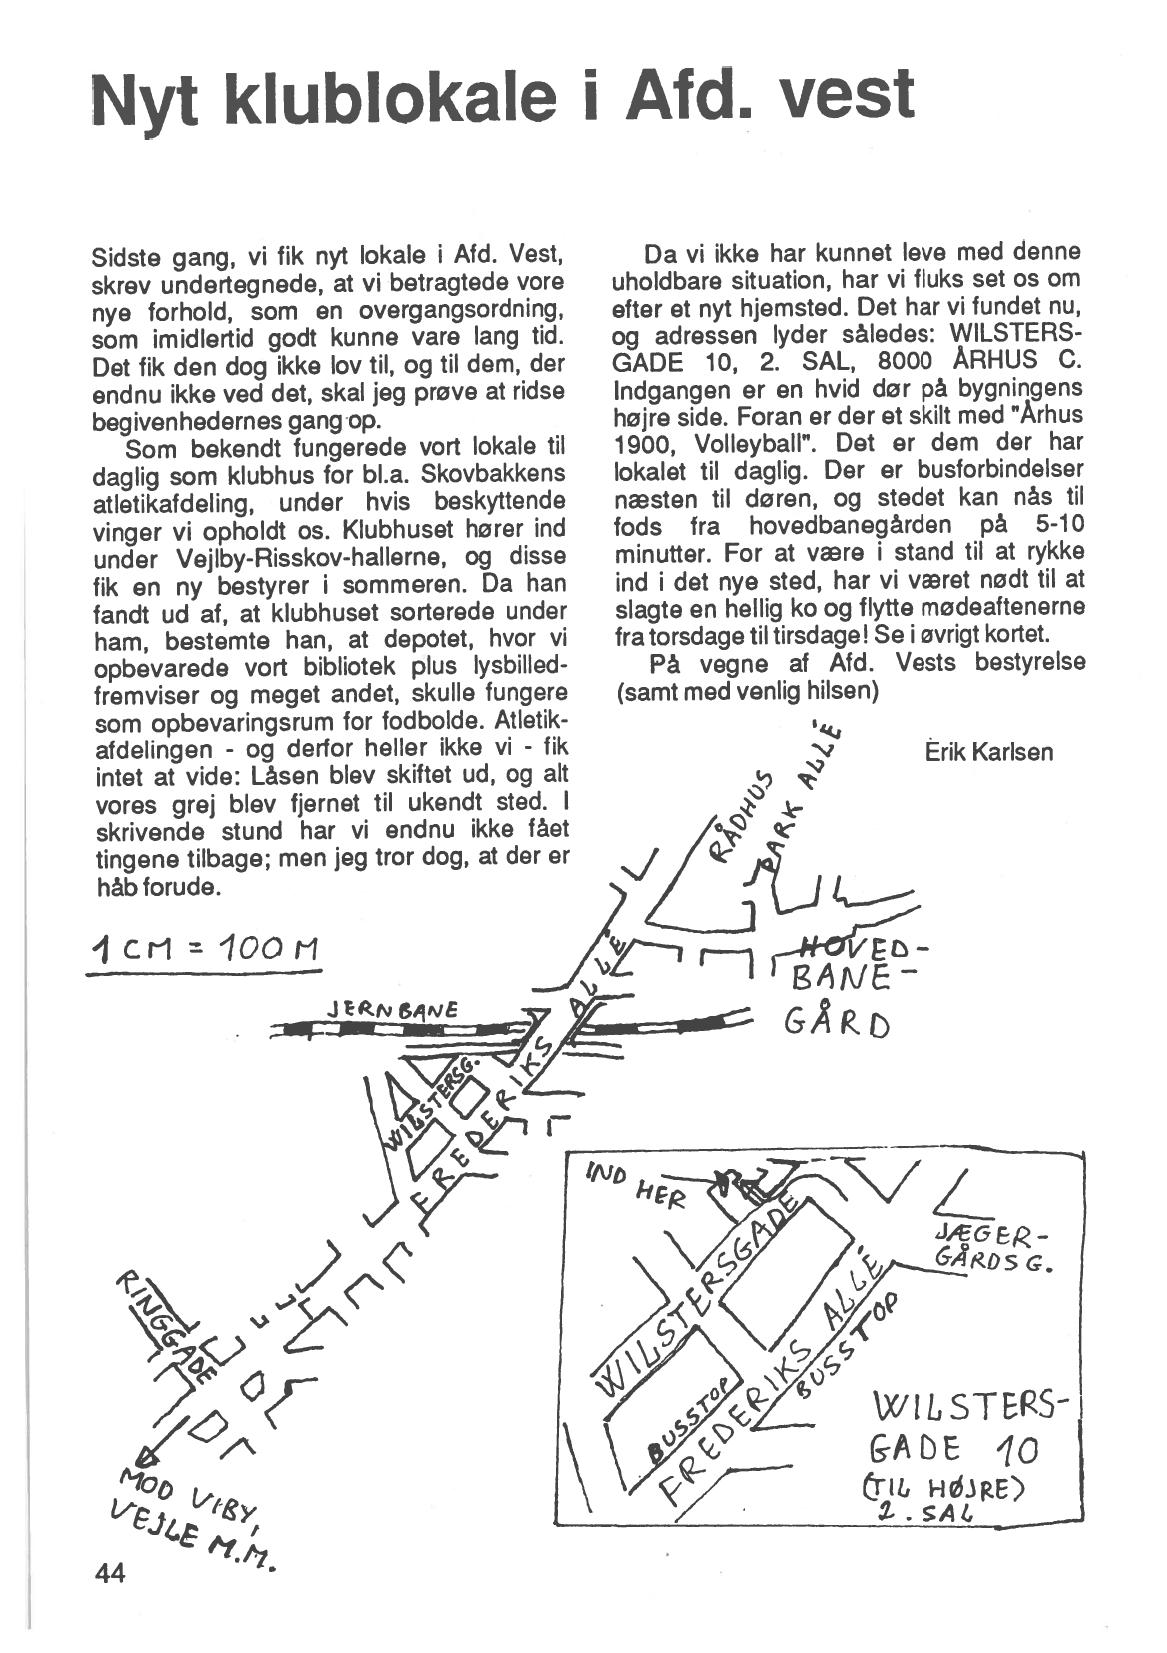 Nyt klublokale i Afd. vest
Sidste gang, vi fik nyt lokale i Afd. Vest,
skrev undertegnede, at vi betragtede vore
nye forhold, som en overgangsordning,
som imidlertid godt kunne vare lang tid.
Det fik den dog ikke lov til, og til dem, der
endnu ikke ved det, skal jeg prøve at ridse
begivenhedernes gang op.
Som bekendt fungerede vort lokale til
daglig som klubhus for bl.a. Skovbakkens
atletikafdeling, under hvis beskyttende
vinger vi opholdt os. Klubhuset hører ind
under Vejlby-Risskov-hallerne, og disse
fik en ny bestyrer i sommeren. Da han
fandt ud af, at klubhuset sorterede under
ham, bestemte han, at depotet, hvor vi
opbevarede vort bibliotek plus lysbilled-
fremviser og meget andet, skulle fungere
som opbevaringsrum for fodbolde. Atletik-
afdelingen - og derfor heller ikke vi - fik
intet at vide: Låsen blev skiftet ud, og alt
vores grej blev fjernet til ukendt sted. I
skrivende stund har vi endnu ikke fået
tingene tilbage; men jeg tror dog, at der er
håb forude.
Da vi ikke har kunnet leve med denne
uholdbare situation, har vi fluks set os om
efter et nyt hjemsted. Det har vi fundet nu,
og adressen lyder således: WILSTERS-
GADE 10, 2. SAL, 8000 ÅRHUS C.
Indgangen er en hvid dør på bygningens
højre side. Foran er der et skilt med "Århus
1900, Volleyball". Det er dem der har
lokalet til daglig. Der er busforbindelser
næsten til døren, og stedet kan nås til
fods fra hovedbanegården på 5-10
minutter. For at være i stand til at rykke
ind i det nye sted, har vi været nødt til at
slagte en hellig ko og flytte mødeaftenerne
fra torsdage til tirsdage! Se i øvrigt kortet.
På vegne af Afd. Vests bestyrelse
(samt med venlig hilsen)
Erik Karlsen
1 CM = 100 M
JERNBANE
RÅDHUS
PARK ALLÉ
HOVED-
BANE-
GÅRD
FREDERIKS ALLÉ
WILSTERSG.
RINGGADE
MOD VIBY,
VEJLE M.M.
IND HER
WILSTERSGADE
JÆGER-
GÅRDSG.
FREDERIKS ALLÉ
BUSSTOP
BUSSTOP
WILSTERS-
GADE 10
(TIL HØJRE)
2. SAL
44